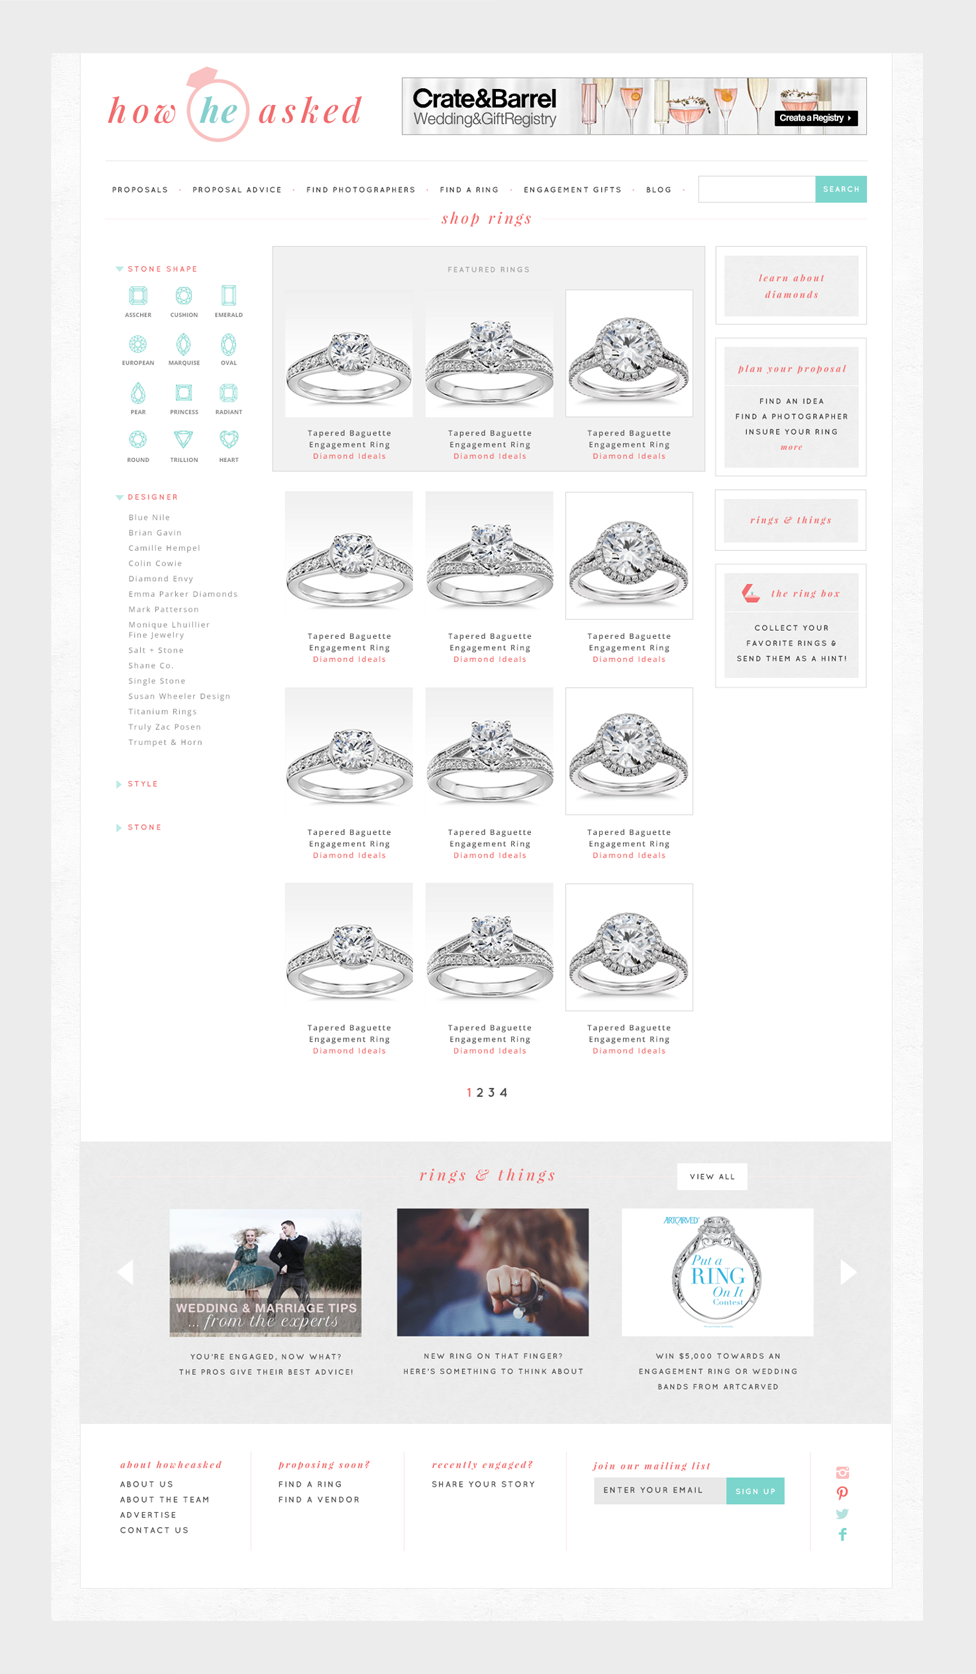 how he asked
Crate&Barrel
Wedding&GiftRegistry
Create a Registry
PROPOSALS · PROPOSAL ADVICE · FIND PHOTOGRAPHERS · FIND A RING · ENGAGEMENT GIFTS · BLOG ·
SEARCH
shop rings
STONE SHAPE
ASSCHER CUSHION EMERALD
EUROPEAN MARQUISE OVAL
PEAR PRINCESS RADIANT
ROUND TRILLION HEART
DESIGNER
Blue Nile
Brian Gavin
Camille Hempel
Colin Cowie
Diamond Envy
Emma Parker Diamonds
Mark Patterson
Monique Lhuillier
Fine Jewelry
Salt + Stone
Shane Co.
Single Stone
Susan Wheeler Design
Titanium Rings
Truly Zac Posen
Trumpet & Horn
STYLE
STONE
FEATURED RINGS
Tapered Baguette Tapered Baguette Tapered Baguette
Engagement Ring Engagement Ring Engagement Ring
Diamond Ideals Diamond Ideals Diamond Ideals
Tapered Baguette Tapered Baguette Tapered Baguette
Engagement Ring Engagement Ring Engagement Ring
Diamond Ideals Diamond Ideals Diamond Ideals
Tapered Baguette Tapered Baguette Tapered Baguette
Engagement Ring Engagement Ring Engagement Ring
Diamond Ideals Diamond Ideals Diamond Ideals
Tapered Baguette Tapered Baguette Tapered Baguette
Engagement Ring Engagement Ring Engagement Ring
Diamond Ideals Diamond Ideals Diamond Ideals
1 2 3 4
learn about
diamonds
plan your proposal
FIND AN IDEA
FIND A PHOTOGRAPHER
INSURE YOUR RING
more
rings & things
the ring box
COLLECT YOUR
FAVORITE RINGS &
SEND THEM AS A HINT!
rings & things
VIEW ALL
WEDDING & MARRIAGE TIPS
... from the experts
YOU'RE ENGAGED, NOW WHAT?
THE PROS GIVE THEIR BEST ADVICE!
NEW RING ON THAT FINGER?
HERE'S SOMETHING TO THINK ABOUT
ARTCARVED
Put a
RING
On It
Contest
WIN $5,000 TOWARDS AN
ENGAGEMENT RING OR WEDDING
BANDS FROM ARTCARVED
about howheasked
ABOUT US
ABOUT THE TEAM
ADVERTISE
CONTACT US
proposing soon?
FIND A RING
FIND A VENDOR
recently engaged?
SHARE YOUR STORY
join our mailing list
ENTER YOUR EMAIL
SIGN UP